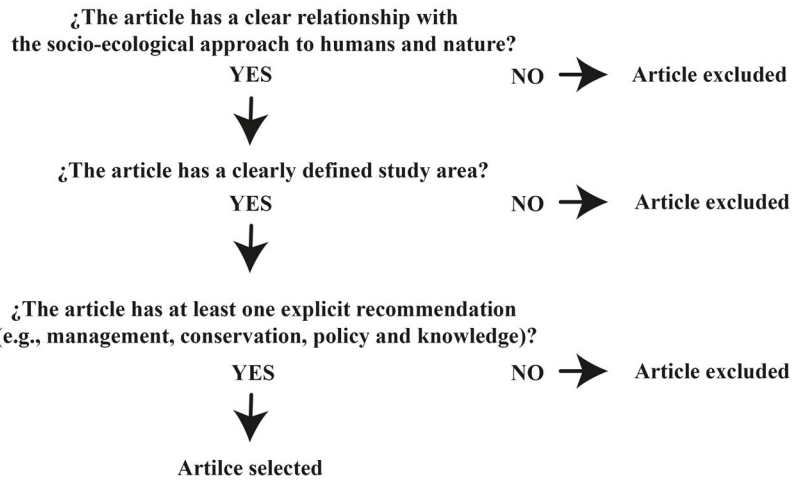 ¿The article has a clear relationship with
the socio-ecological approach to humans and nature?
YES NO Article excluded
¿The article has a clearly defined study area?
YES NO Article excluded
¿The article has at least one explicit recommendation
(e.g., management, conservation, policy and knowledge)?
YES NO Article excluded
Artilce selected